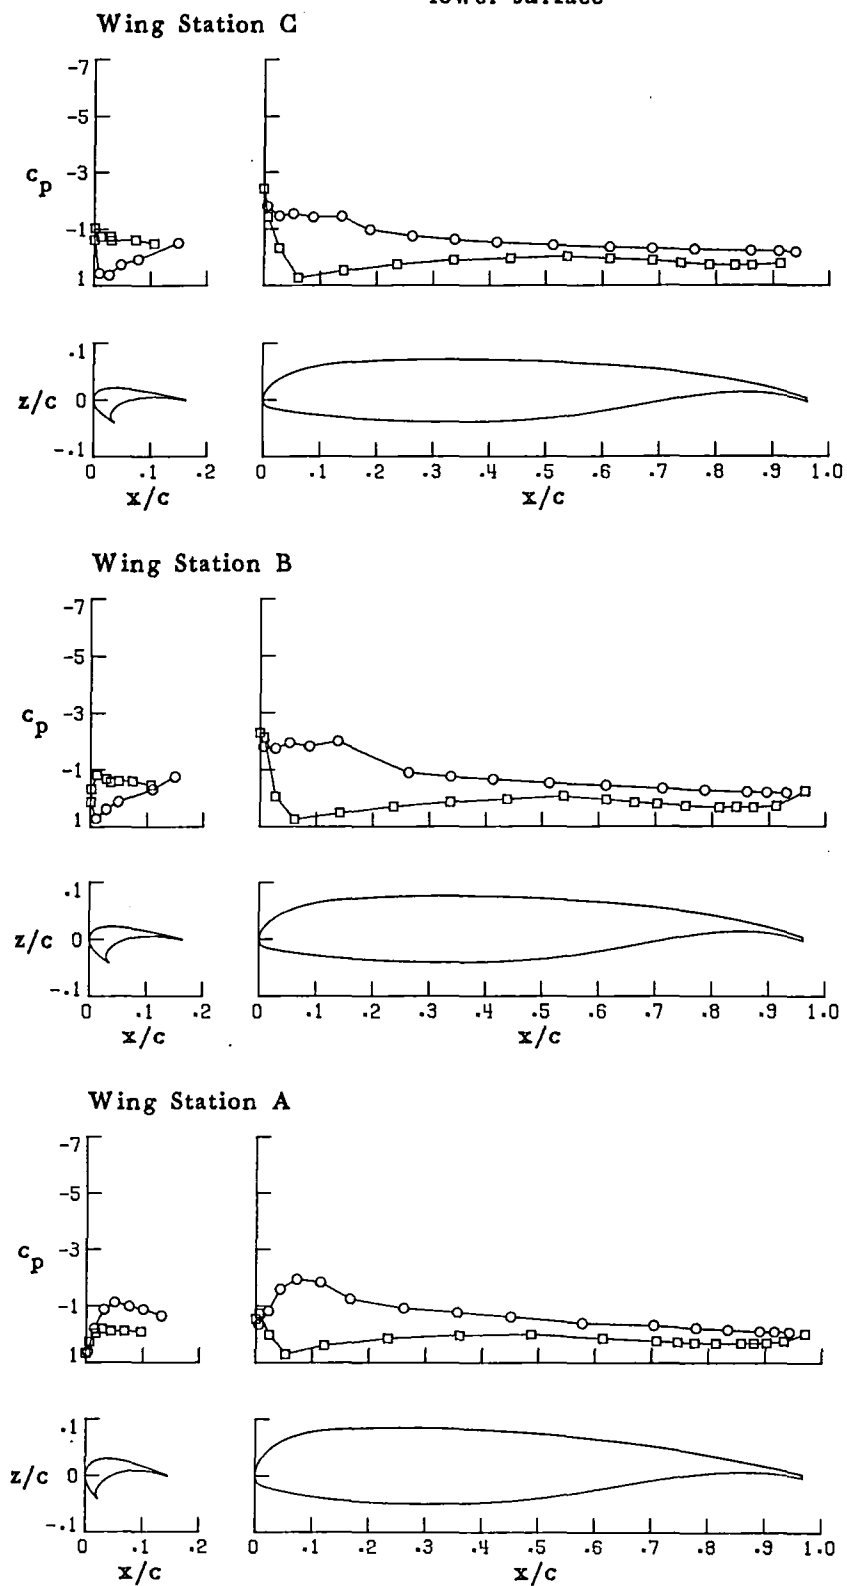 lower surface
Wing Station C
-7
-5
-3
-1
1
c p
.1
0
-.1
z/c
0 .1 .2
x/c
0 .1 .2 .3 .4 .5 .6 .7 .8 .9 1.0
x/c
Wing Station B
-7
-5
-3
-1
1
c p
.1
0
-.1
z/c
0 .1 .2
x/c
0 .1 .2 .3 .4 .5 .6 .7 .8 .9 1.0
x/c
Wing Station A
-7
-5
-3
-1
1
c p
.1
0
-.1
z/c
0 .1 .2
x/c
0 .1 .2 .3 .4 .5 .6 .7 .8 .9 1.0
x/c